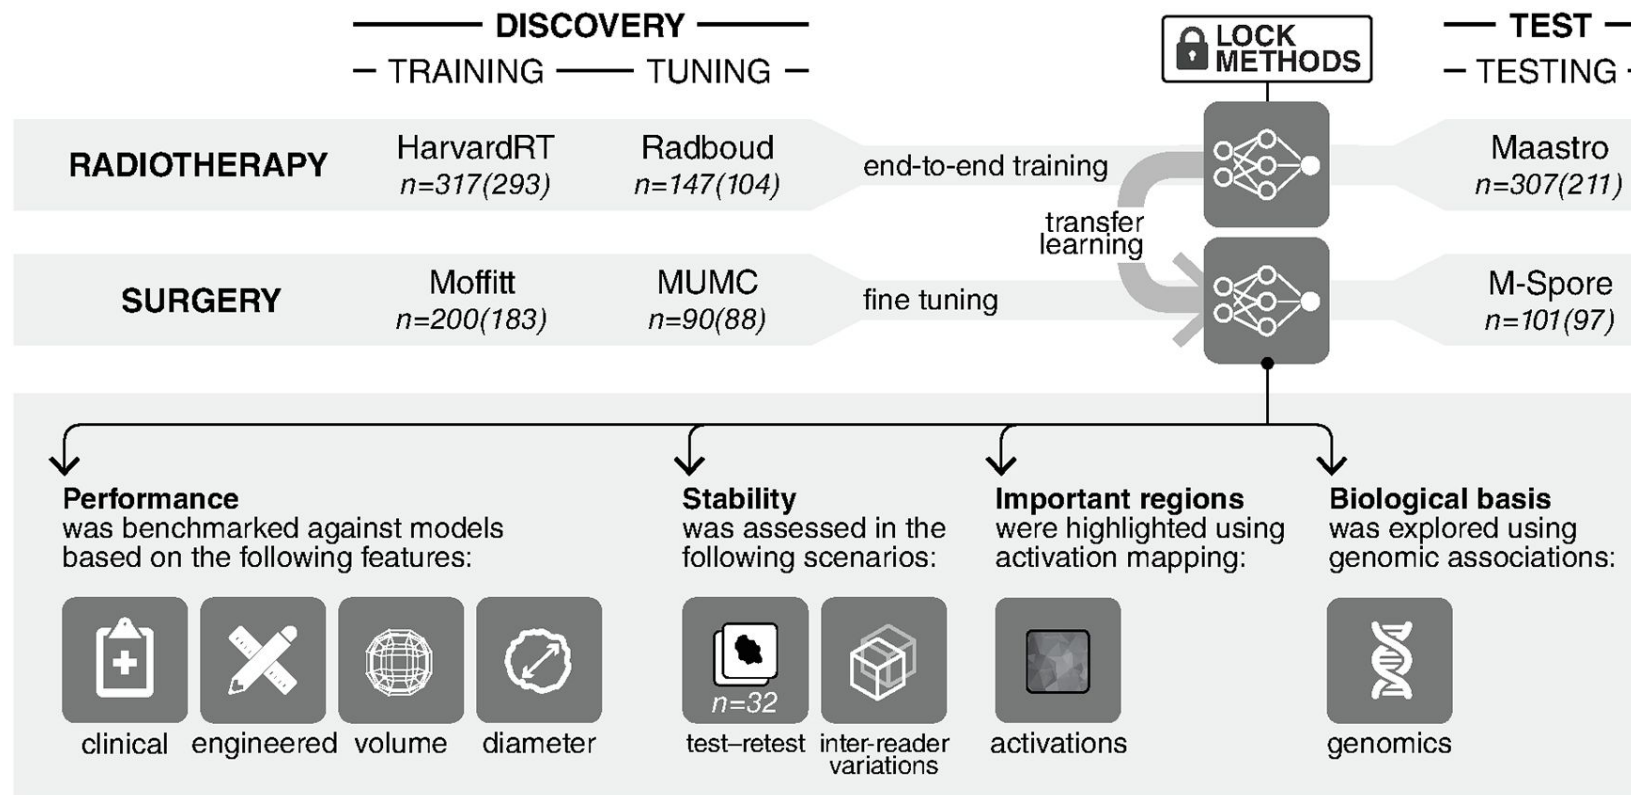 DISCOVERY
TRAINING TUNING
LOCK
METHODS
TEST
TESTING
RADIOTHERAPY
HarvardRT
n=317(293)
Radboud
n=147(104)
end-to-end training
Maastro
n=307(211)
transfer
learning
SURGERY
Moffitt
n=200(183)
MUMC
n=90(88)
fine tuning
M-Spore
n=101(97)
Performance
was benchmarked against models
based on the following features:
clinical engineered volume diameter
Stability
was assessed in the
following scenarios:
n=32
test–retest
inter-reader
variations
Important regions
were highlighted using
activation mapping:
activations
Biological basis
was explored using
genomic associations:
genomics